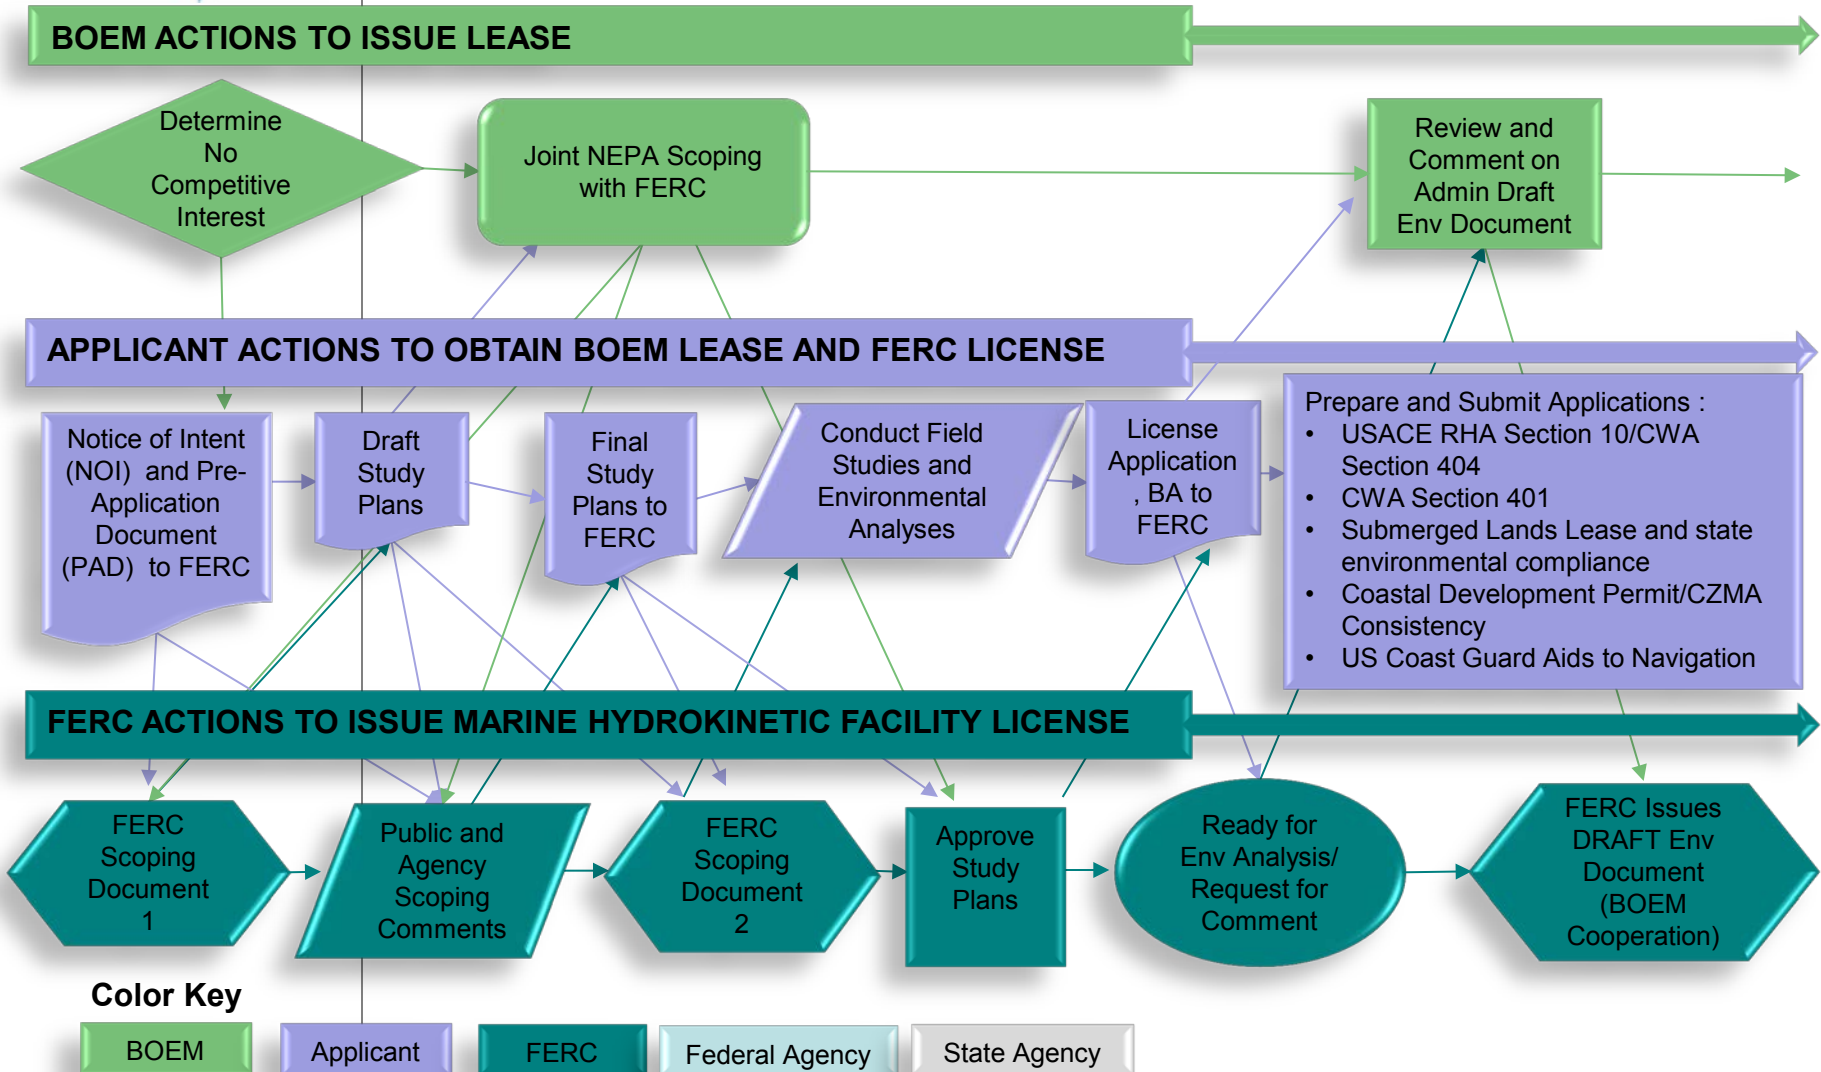 BOEM ACTIONS TO ISSUE LEASE
Determine
No
Competitive
Interest
Joint NEPA Scoping
with FERC
Review and
Comment on
Admin Draft
Env Document
APPLICANT ACTIONS TO OBTAIN BOEM LEASE AND FERC LICENSE
Notice of Intent
(NOI) and Pre-
Application
Document
(PAD) to FERC
Draft
Study
Plans
Final
Study
Plans to
FERC
Conduct Field
Studies and
Environmental
Analyses
License
Application
, BA to
FERC
Prepare and Submit Applications :
• USACE RHA Section 10/CWA
Section 404
• CWA Section 401
• Submerged Lands Lease and state
environmental compliance
• Coastal Development Permit/CZMA
Consistency
• US Coast Guard Aids to Navigation
FERC ACTIONS TO ISSUE MARINE HYDROKINETIC FACILITY LICENSE
FERC
Scoping
Document
1
Public and
Agency
Scoping
Comments
FERC
Scoping
Document
2
Approve
Study
Plans
Ready for
Env Analysis/
Request for
Comment
FERC Issues
DRAFT Env
Document
(BOEM
Cooperation)
Color Key
BOEM
Applicant
FERC
Federal Agency
State Agency